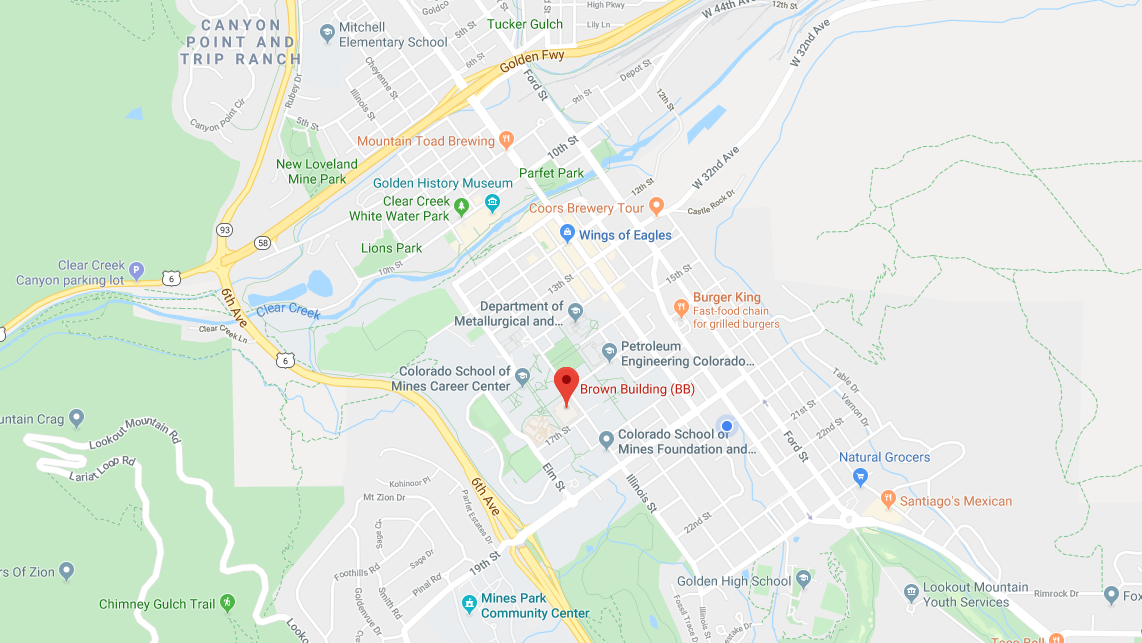 High Pkwy
12th St
W 44th Ave
Goldco
Lily Ln
CANYON
POINT AND
TRIP RANCH
Mitchell
Elementary School
5th St
Tucker Gulch
W 32nd Ave
6th St
Golden Fwy
Cheyenne St
Illinois St
Rubey Dr
Ford St
Depot St
9th St
12th St
Canyon Point Cir
5th St
Mountain Toad Brewing
10th St
New Loveland
Mine Park
Parfet Park
W 32nd Ave
Golden History Museum
12th St
Clear Creek
White Water Park
Coors Brewery Tour
Castle Rock Dr
93
58
Wings of Eagles
Lions Park
Clear Creek
Canyon parking lot
6
10th St
15th St
13th St
6th Ave
Clear Creek
Clear Creek Ln
Department of
Metallurgical and...
Burger King
Fast-food chain
for grilled burgers
6
Petroleum
Engineering Colorado...
Colorado School of
Mines Career Center
Brown Building (BB)
Table Dr
Vernon Dr
21st St
22nd St
untain Crag
Lookout Mountain Rd
Lariat Loop Rd
17th St
Colorado School of
Mines Foundation and...
Ford St
Natural Grocers
Elm St
Illinois St
Kohinoor Pl
Mt Zion Dr
6th Ave
Parfet Estates Dr
Santiago's Mexican
22nd St
Sages Dr
19th St
Pinal Rd
Foothills Rd
Goldenvue Dr
Smith Rd
rs Of Zion
Golden High School
Lookout Mountain
Youth Services
Rimrock Dr
Fox
Chimney Gulch Trail
Mines Park
Community Center
Fossil Trace Dr
Illinois St
Looko
Taco Bell